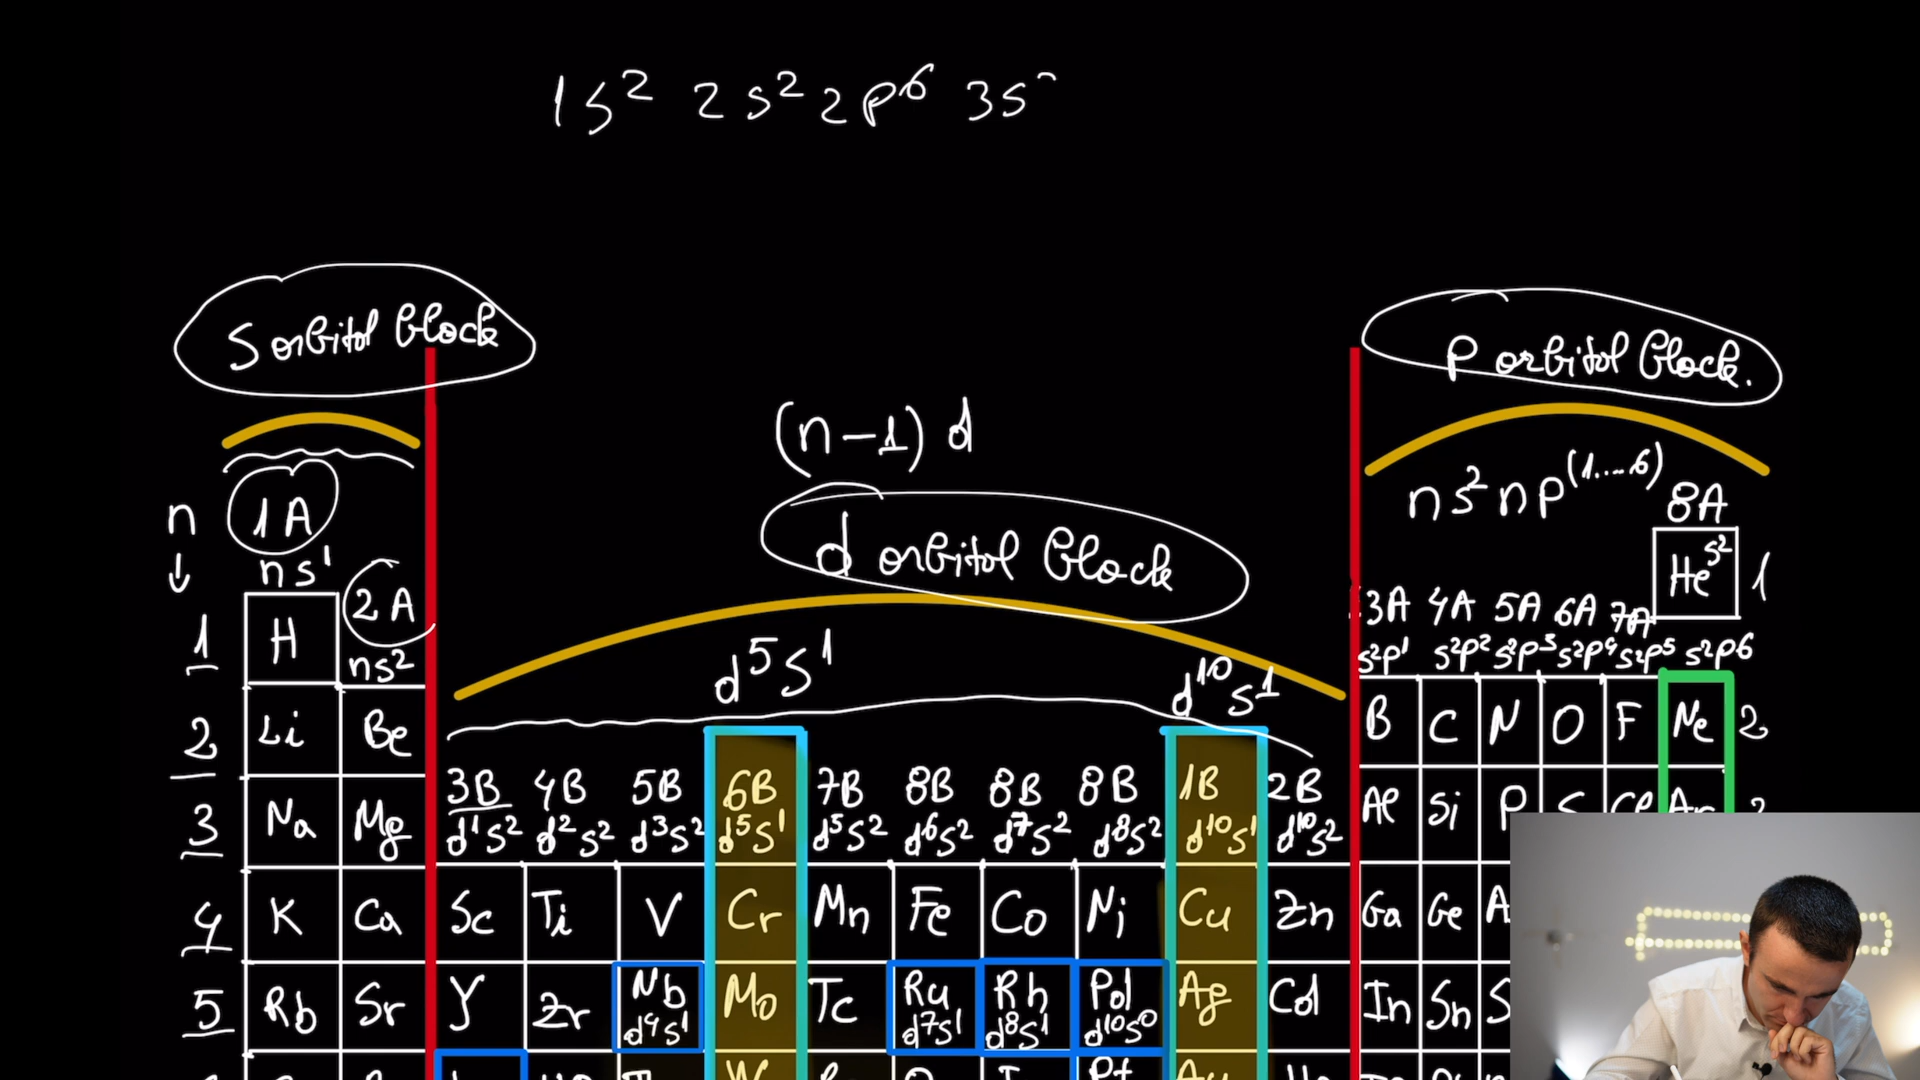 1s² 2s² 2p⁶ 3s
S orbital block
p orbital block.
(n-1) d
d orbital block
n
1A
ns¹
2A
ns²
ns² np⁽¹....⁶⁾
8A
He s² 1
3A 4A 5A 6A 7A
s²p¹ s²p² s²p³ s²p⁴ s²p⁵ s²p⁶
d⁵s¹
d¹⁰s¹
1 H
2 Li Be B C N O F Ne 2
3B 4B 5B 6B 7B 8B 8B 8B 1B 2B
d¹s² d²s² d³s² d⁵s¹ d⁵s² d⁶s² d⁷s² d⁸s² d¹⁰s¹ d¹⁰s²
3 Na Mg Al Si P S Cl Ar
4 K Ca Sc Ti V Cr Mn Fe Co Ni Cu Zn Ga Ge A
5 Rb Sr Y Zr Nb Mo Tc Ru Rh Pd Ag Cd In Sn S
d⁴s¹ d⁷s¹ d⁸s¹ d¹⁰s⁰